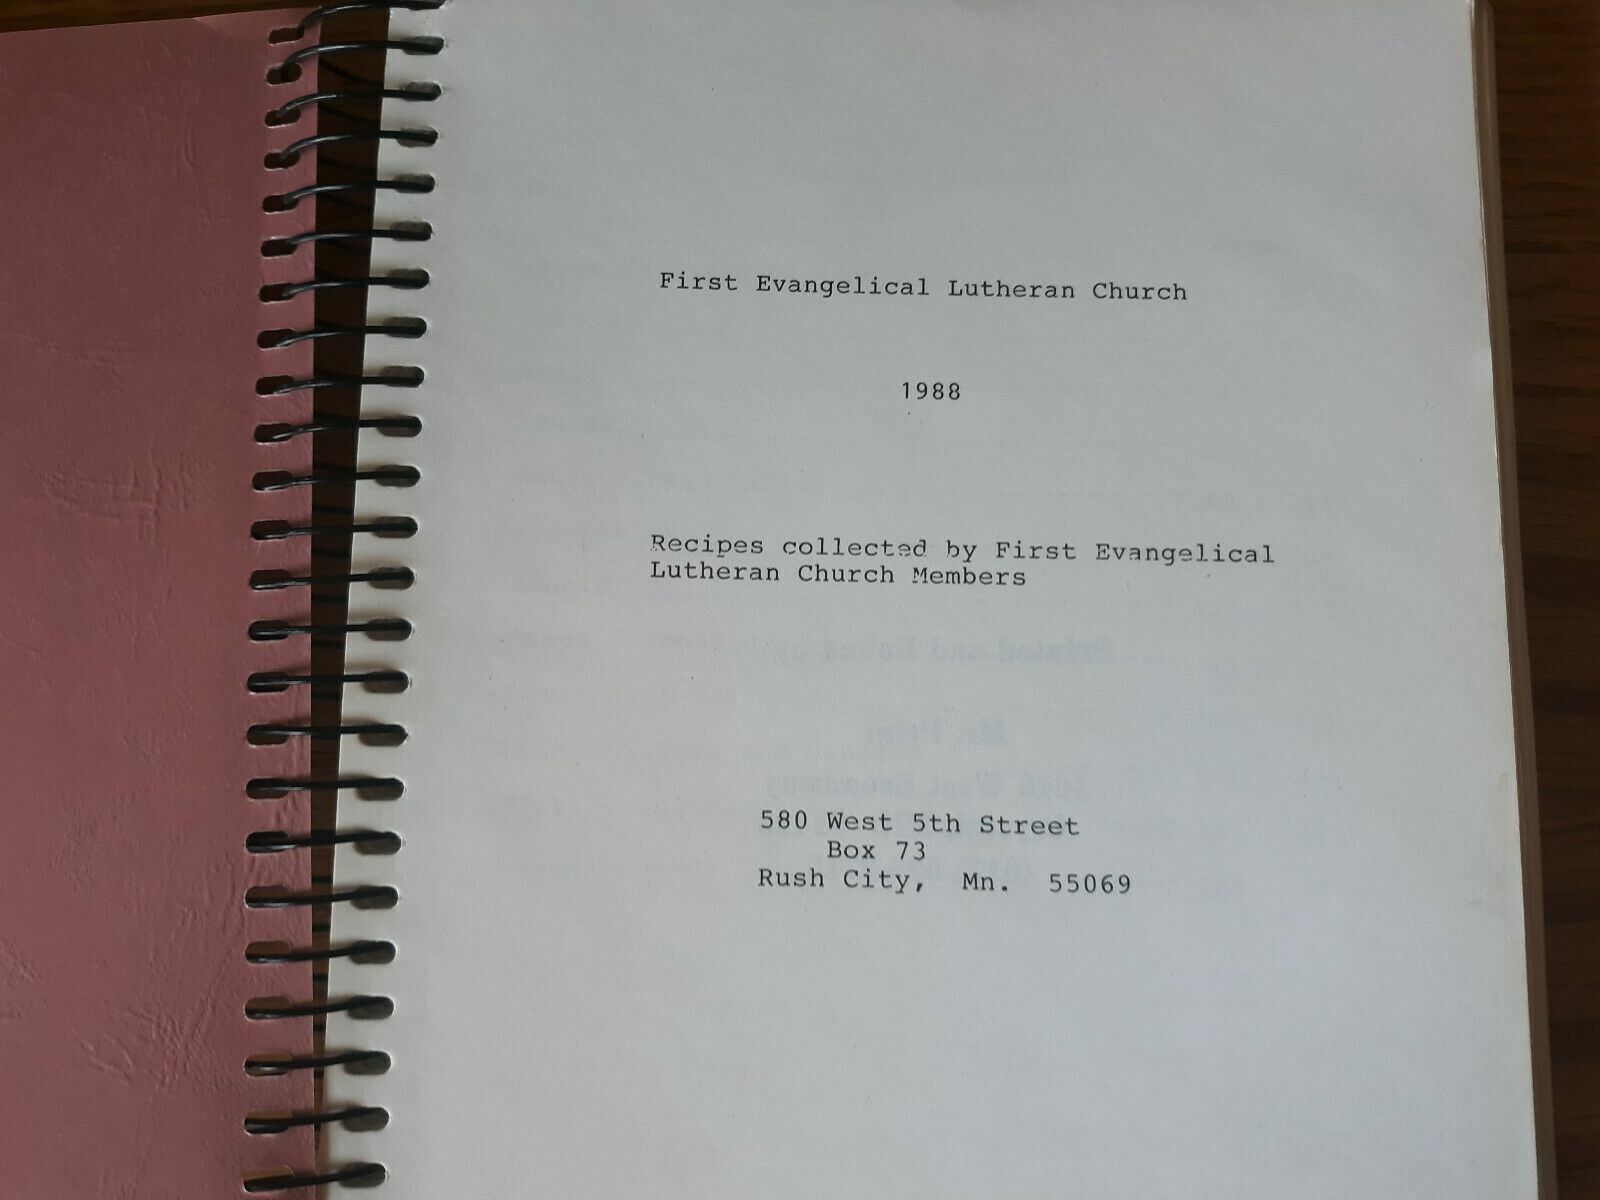 First Evangelical Lutheran Church
1988
Recipes collected by First Evangelical
Lutheran Church Members
580 West 5th Street
Box 73
Rush City, Mn. 55069